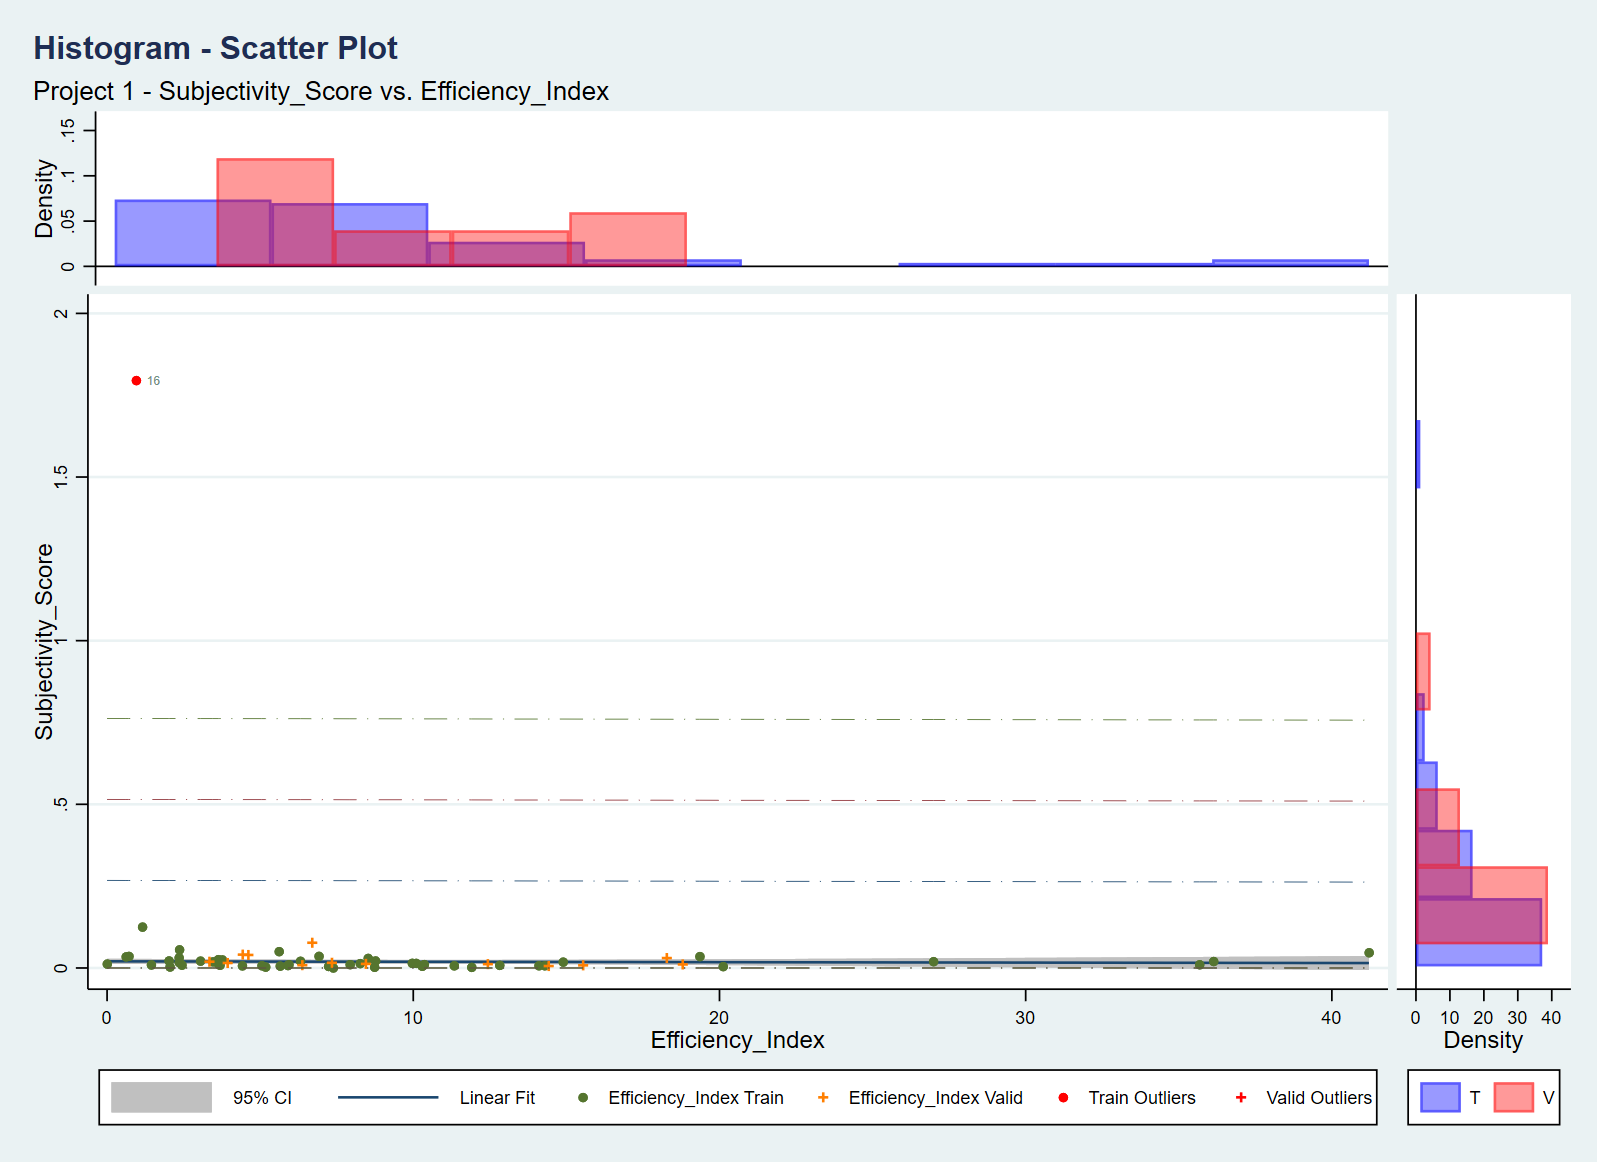 Histogram - Scatter Plot
Project 1 - Subjectivity_Score vs. Efficiency_Index
Density
0 .05 .1 .15
Subjectivity_Score
0 .5 1 1.5 2
16
0 10 20 30 40
Efficiency_Index
0 10 20 30 40
Density
95% CI Linear Fit Efficiency_Index Train Efficiency_Index Valid Train Outliers Valid Outliers
T V